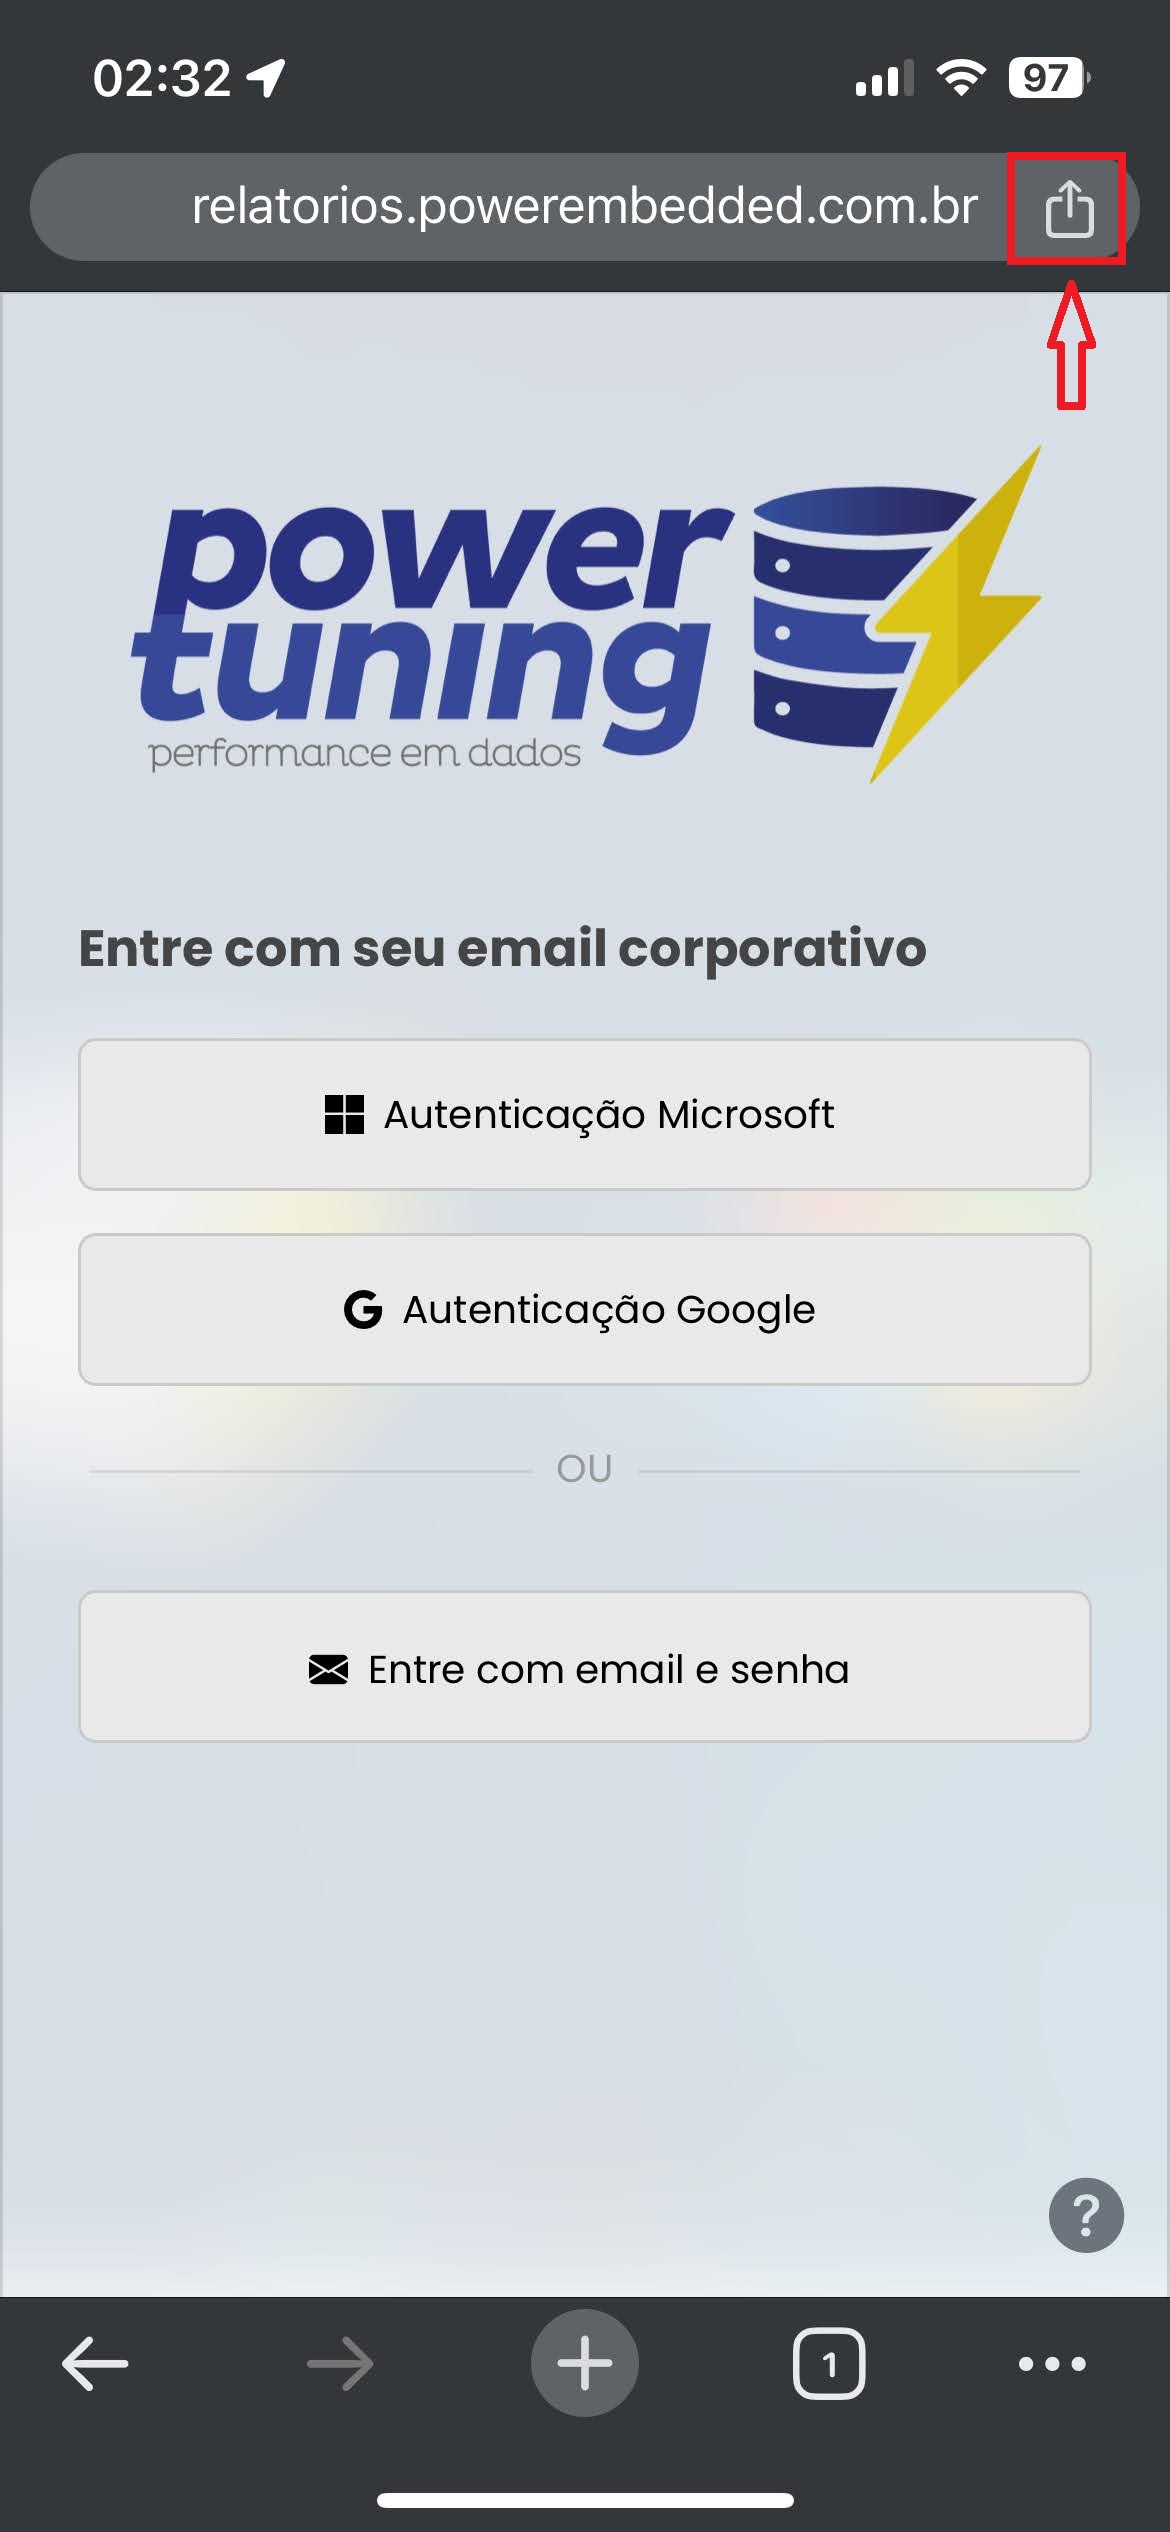 02:32
97
relatorios.powerembedded.com.br
power
tuning
performance em dados
Entre com seu email corporativo
Autenticação Microsoft
G Autenticação Google
OU
Entre com email e senha
?
1